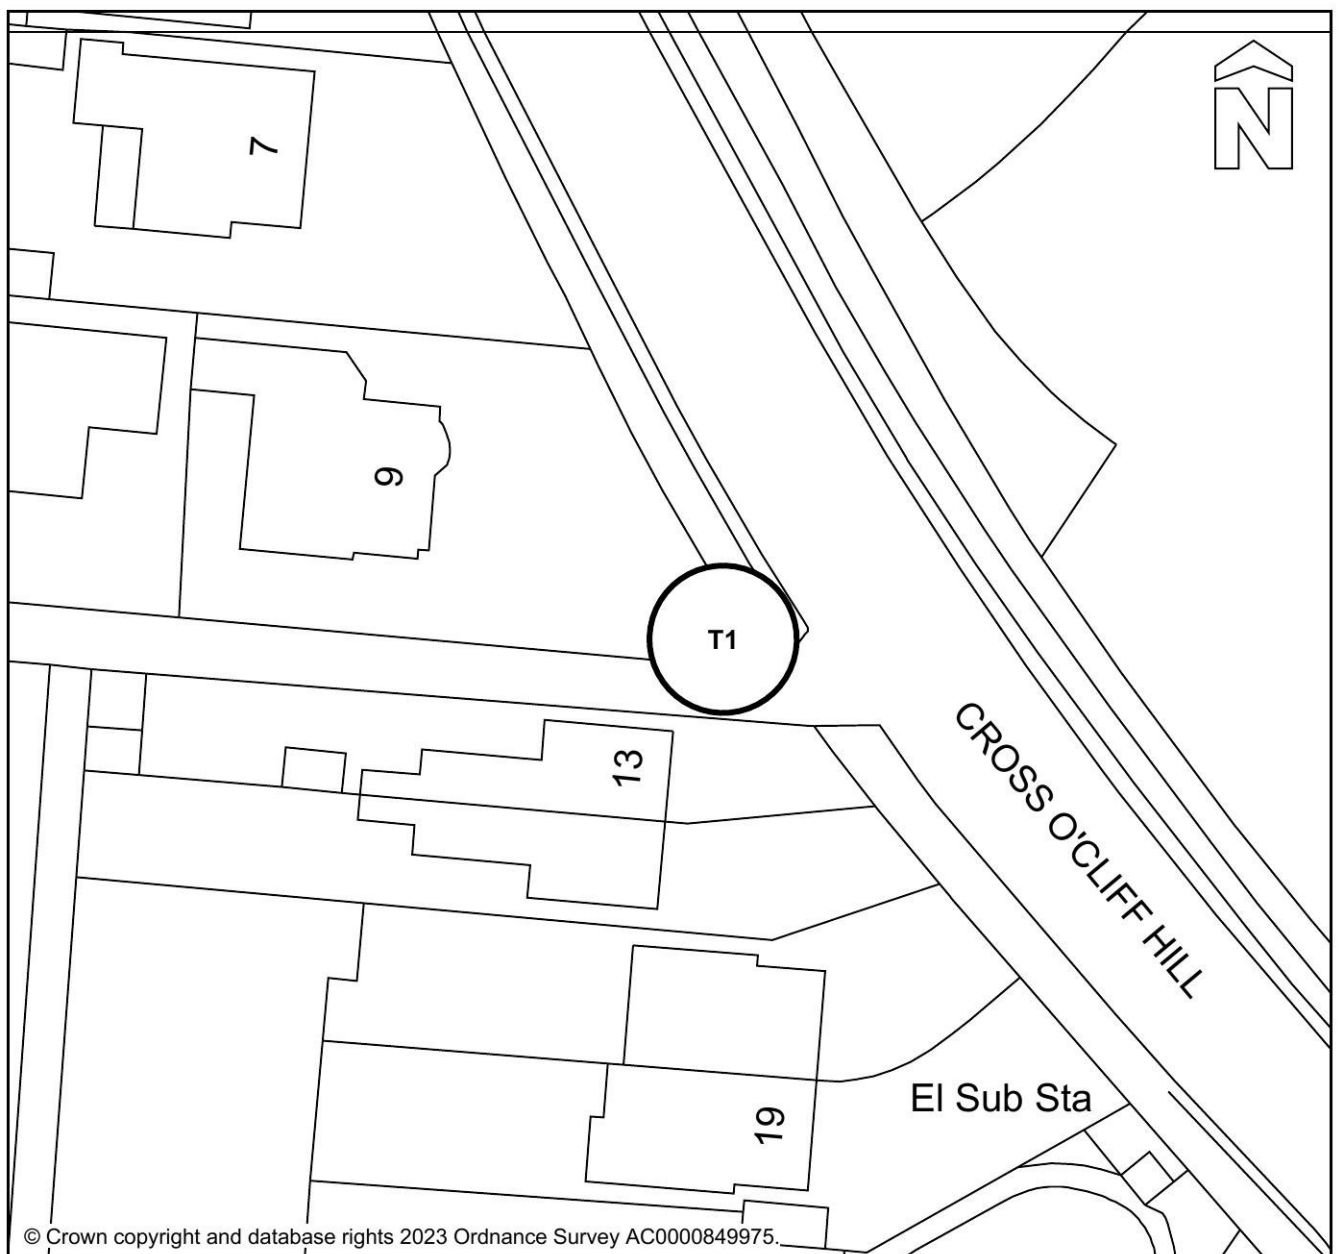 N
7
9
T1
13
CROSS O'CLIFF HILL
El Sub Sta
19
© Crown copyright and database rights 2023 Ordnance Survey AC0000849975.